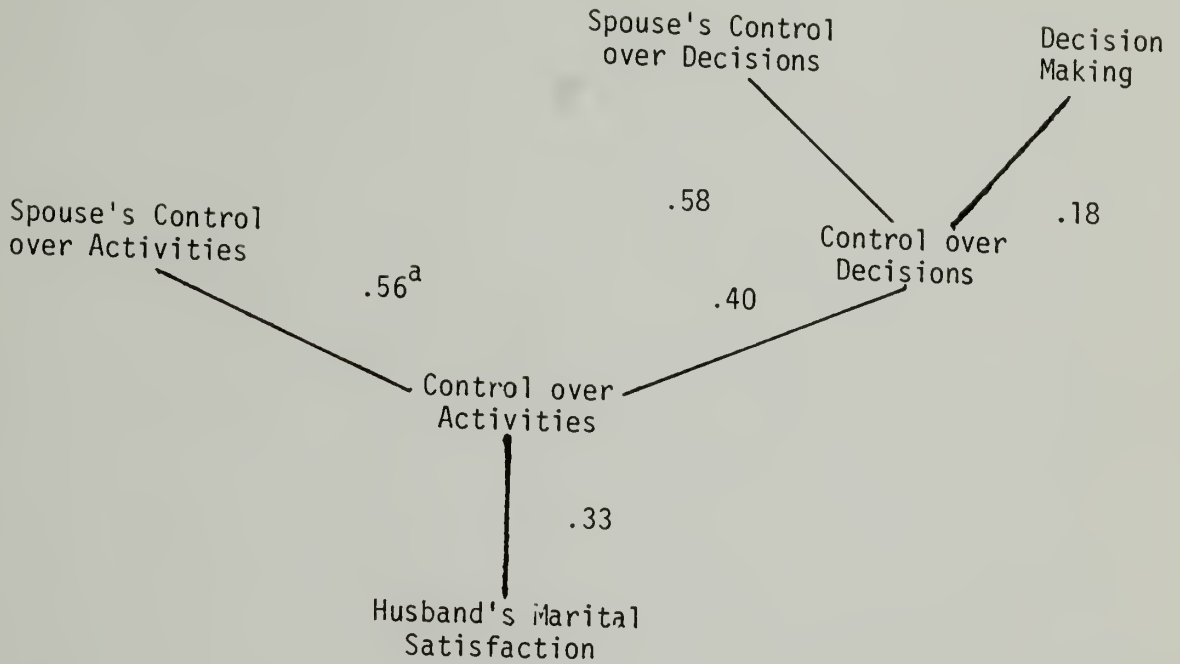 Spouse's Control
over Decisions
Decision
Making
.58
.18
Spouse's Control
over Activities
.56a
Control over
Decisions
.40
Control over
Activities
.33
Husband's Marital
Satisfaction